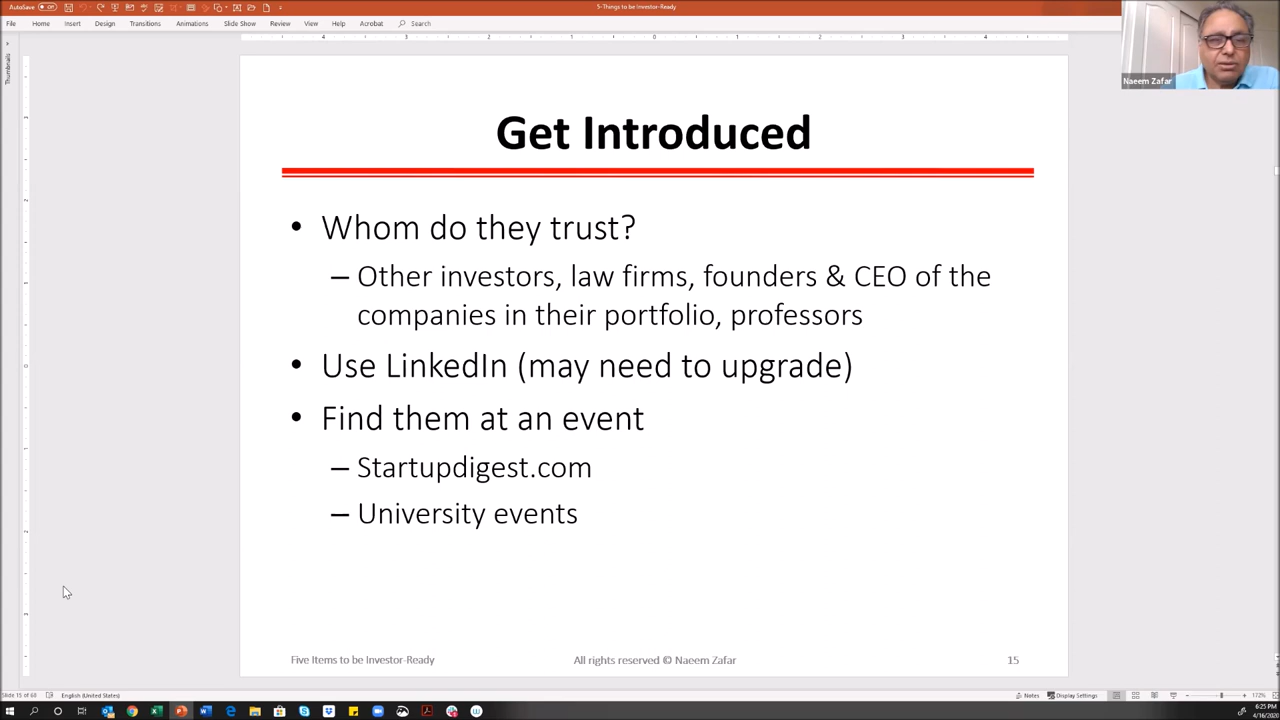 AutoSave Off
5-Things to be Investor-Ready
File Home Insert Design Transitions Animations Slide Show Review View Help Acrobat Search
Thumbnails
Naeem Zafar
Get Introduced
• Whom do they trust?
– Other investors, law firms, founders & CEO of the
companies in their portfolio, professors
• Use LinkedIn (may need to upgrade)
• Find them at an event
– Startupdigest.com
– University events
Five Items to be Investor-Ready All rights reserved © Naeem Zafar 15
Slide 15 of 60 English (United States) Notes Display Settings 172%
6:25 PM
4/16/2020